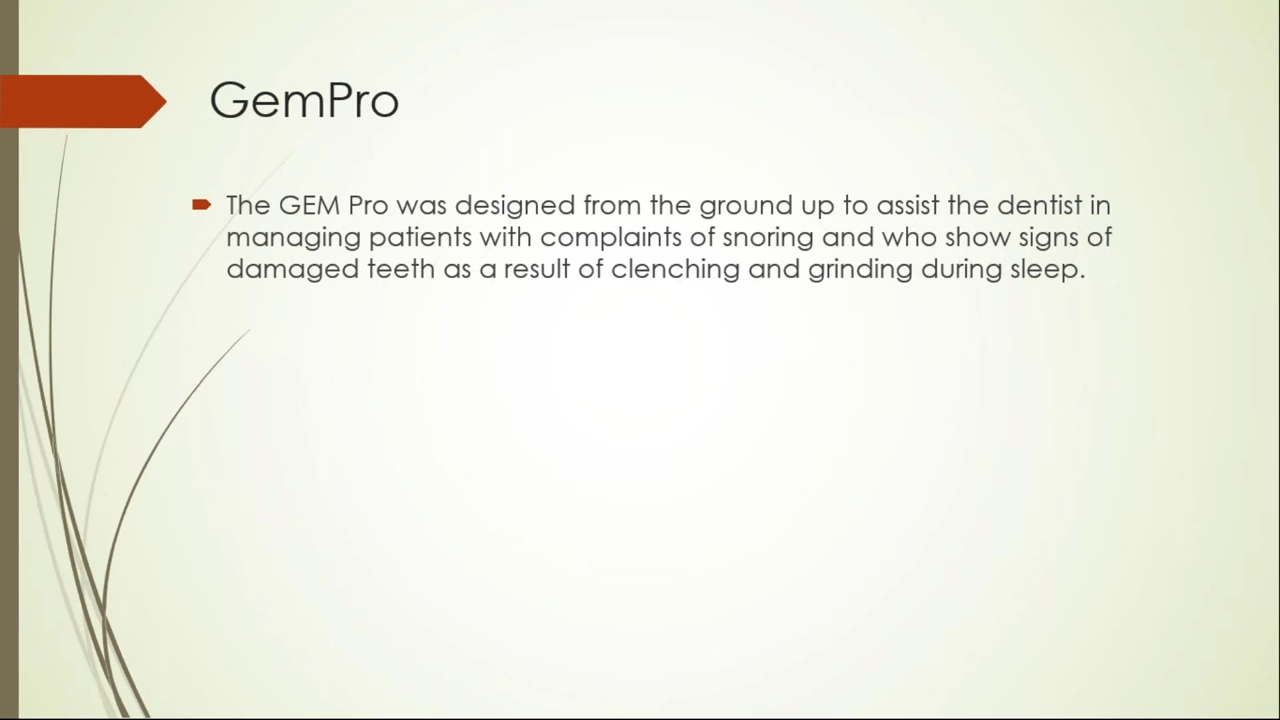 GemPro
The GEM Pro was designed from the ground up to assist the dentist in
managing patients with complaints of snoring and who show signs of
damaged teeth as a result of clenching and grinding during sleep.